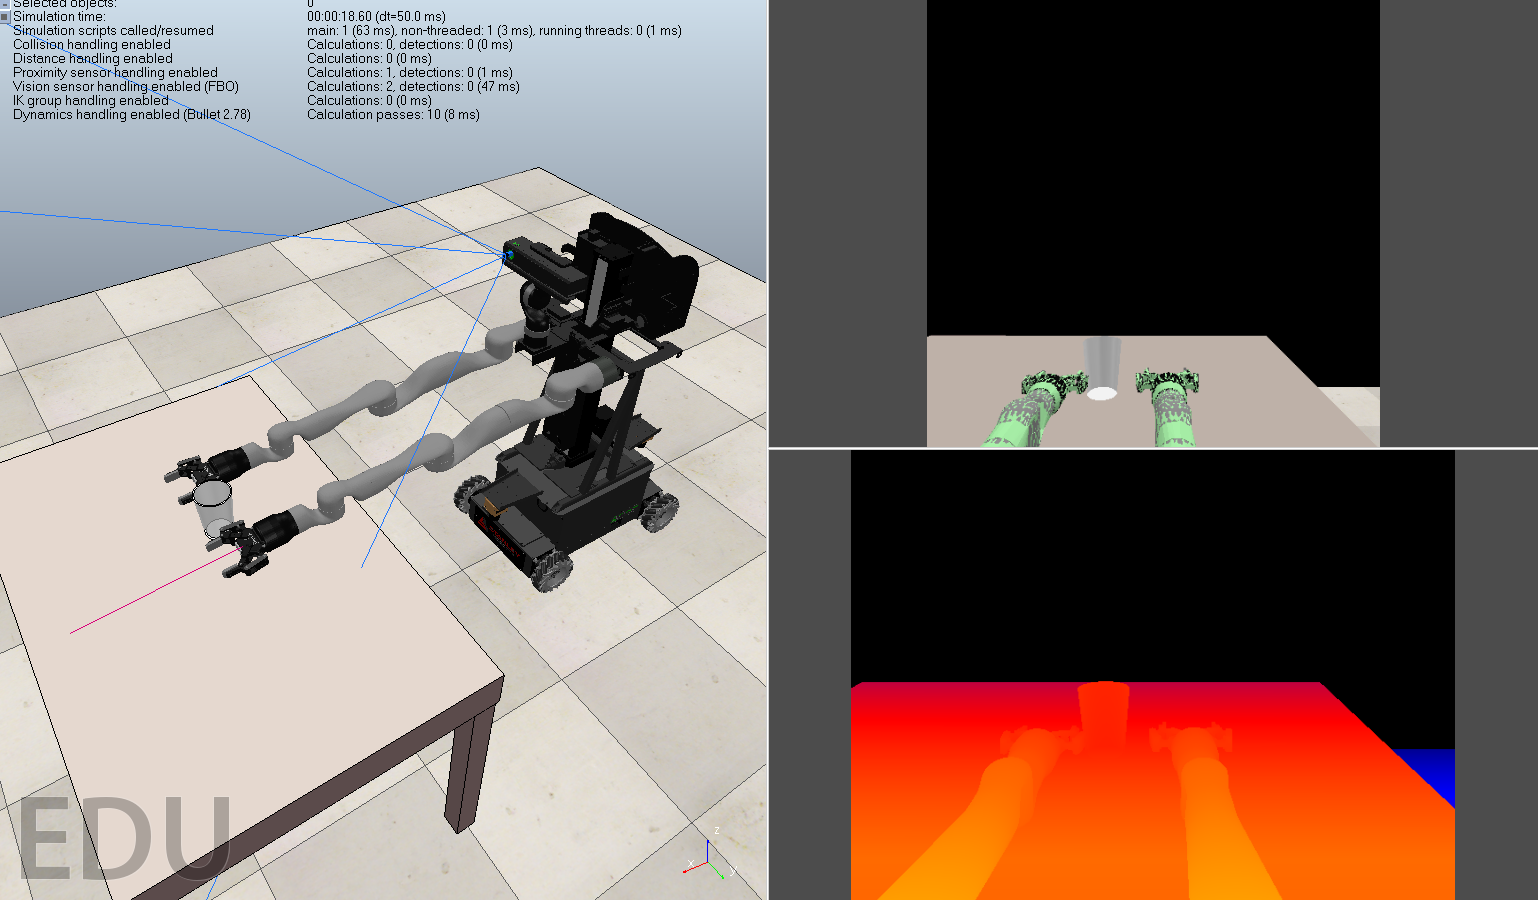 Selected objects: 0
Simulation time: 00:00:18.60 (dt=50.0 ms)
Simulation scripts called/resumed main: 1 (63 ms), non-threaded: 1 (3 ms), running threads: 0 (1 ms)
Collision handling enabled Calculations: 0, detections: 0 (0 ms)
Distance handling enabled Calculations: 0 (0 ms)
Proximity sensor handling enabled Calculations: 1, detections: 0 (1 ms)
Vision sensor handling enabled (FBO) Calculations: 2, detections: 0 (47 ms)
IK group handling enabled Calculations: 0 (0 ms)
Dynamics handling enabled (Bullet 2.78) Calculation passes: 10 (8 ms)
EDU
z
x
y